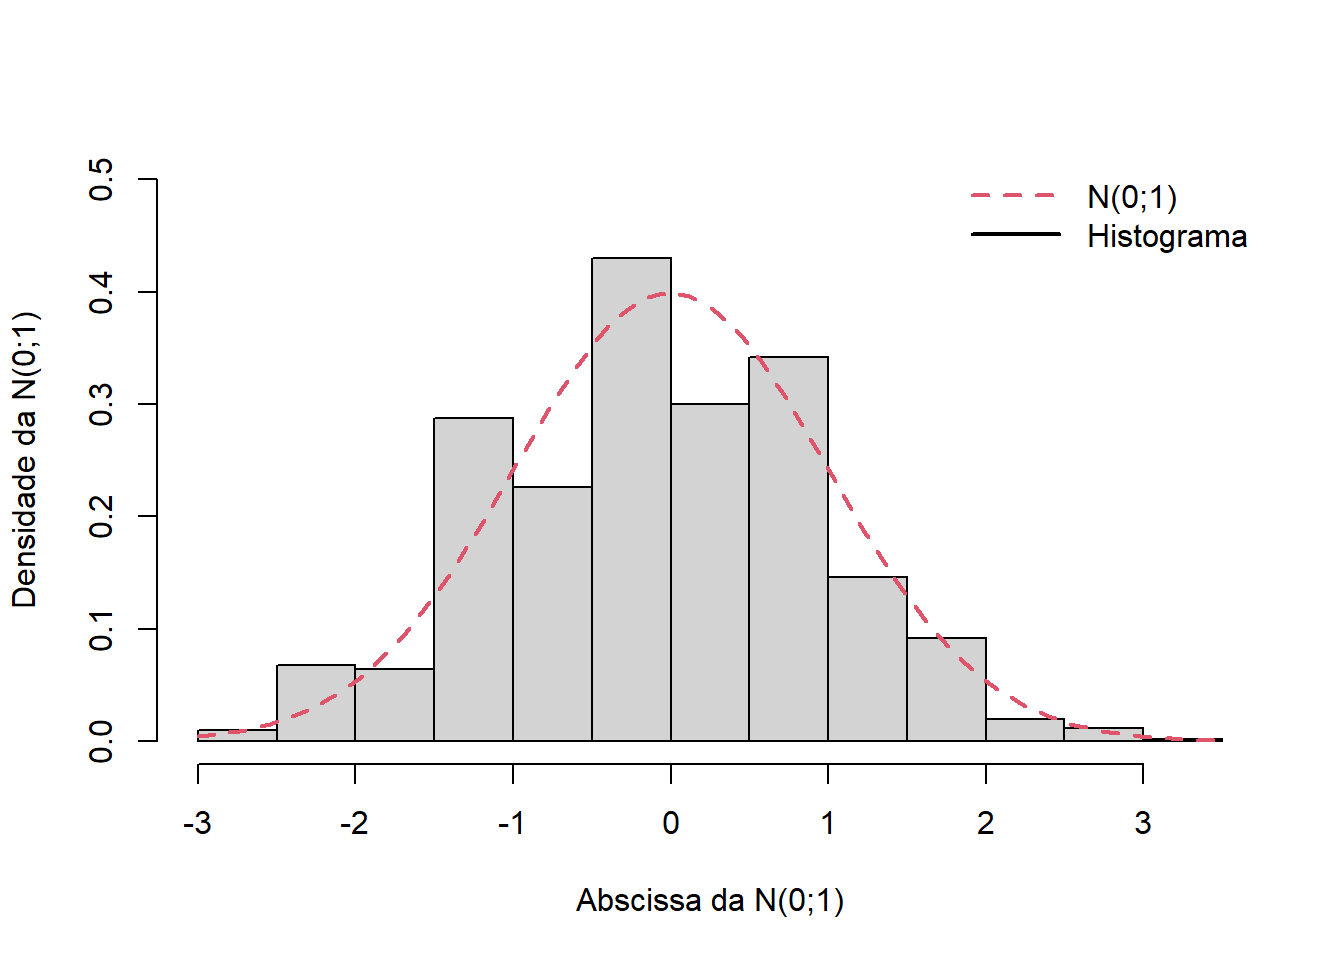 N(0;1)
Histograma
Densidade da N(0;1)
0.5
0.4
0.3
0.2
0.1
0.0
-3 -2 -1 0 1 2 3
Abscissa da N(0;1)